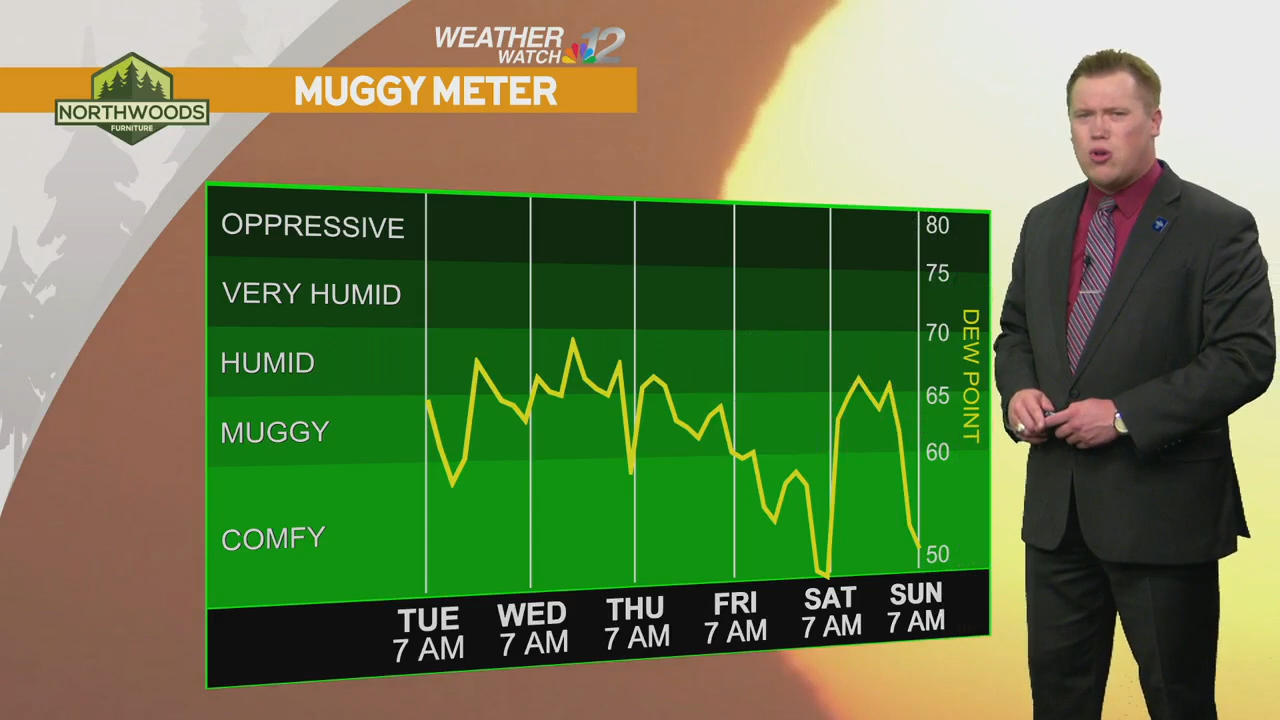 WEATHER
WATCH 12
NORTHWOODS
FURNITURE
MUGGY METER
OPPRESSIVE
VERY HUMID
HUMID
MUGGY
COMFY
80
75
70
65
60
50
DEW POINT
TUE
7 AM
WED
7 AM
THU
7 AM
FRI
7 AM
SAT
7 AM
SUN
7 AM